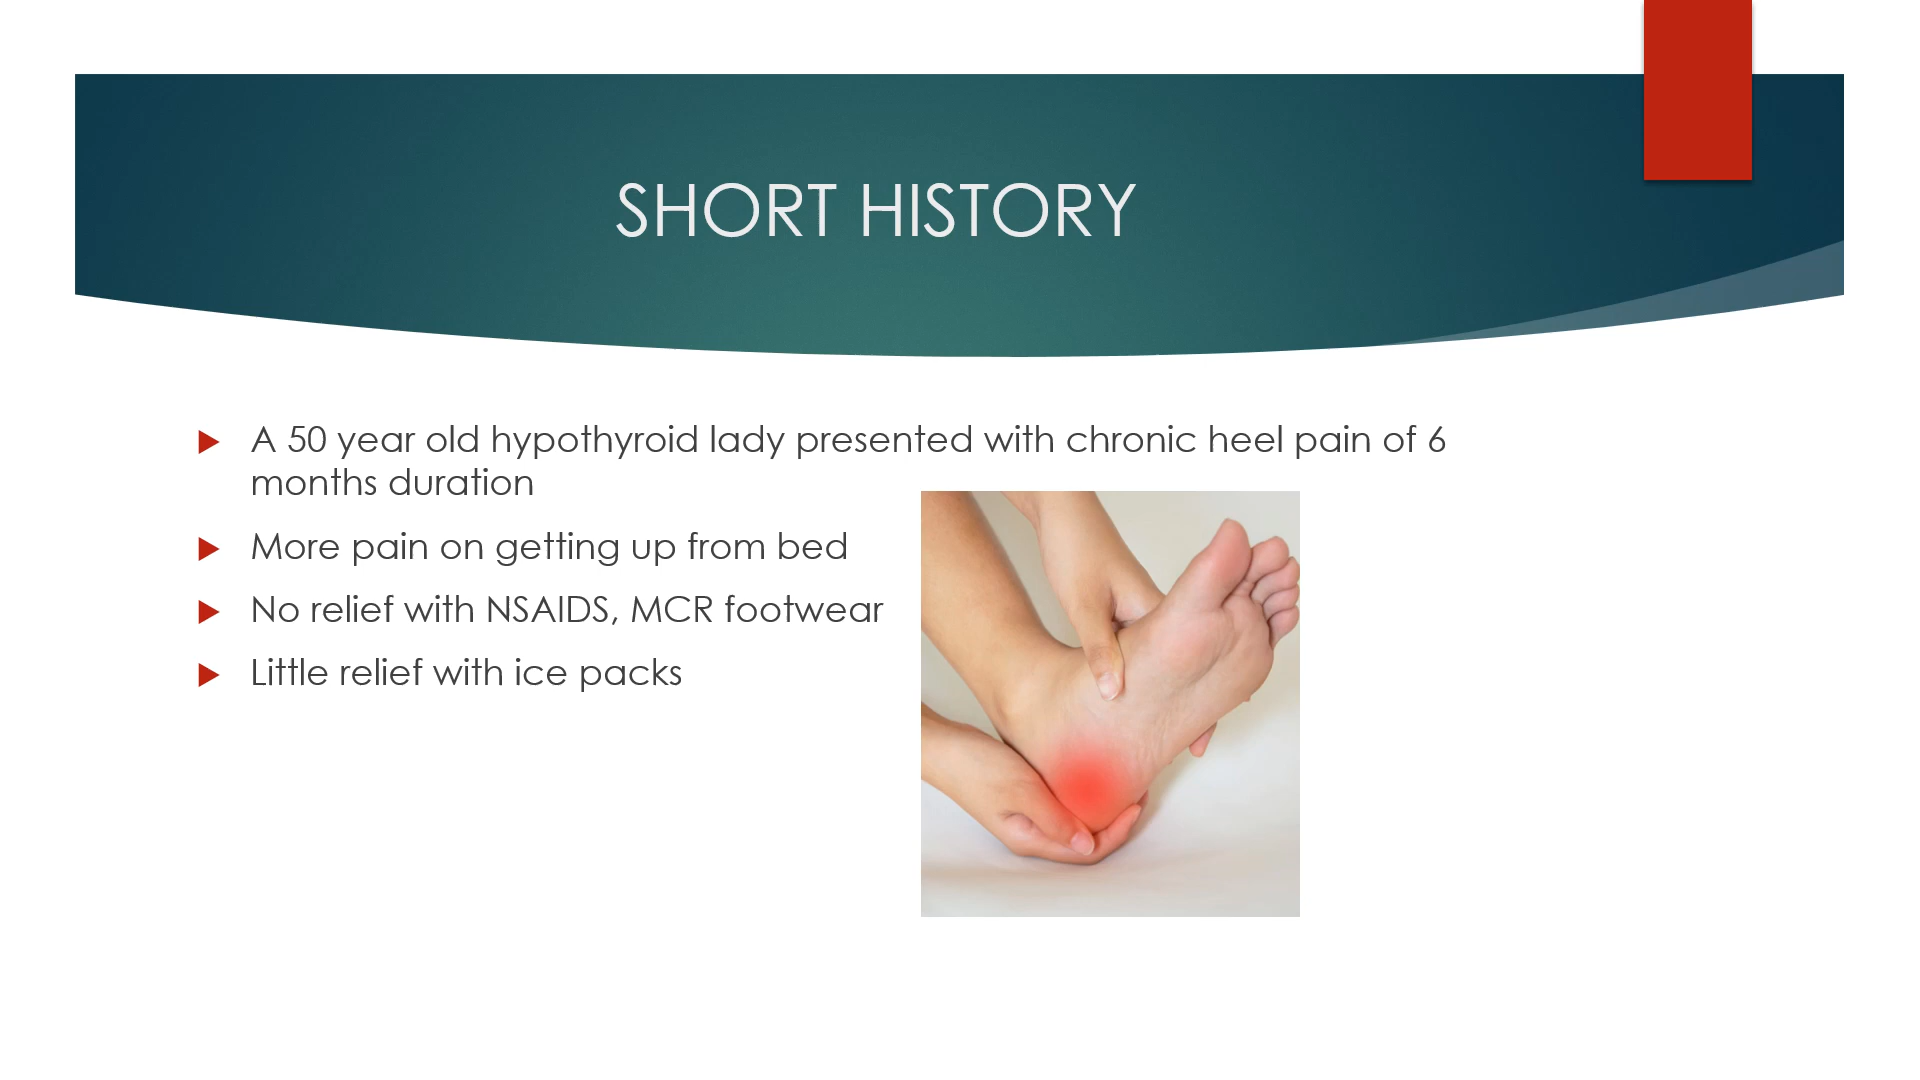 SHORT HISTORY
A 50 year old hypothyroid lady presented with chronic heel pain of 6
months duration
More pain on getting up from bed
No relief with NSAIDS, MCR footwear
Little relief with ice packs